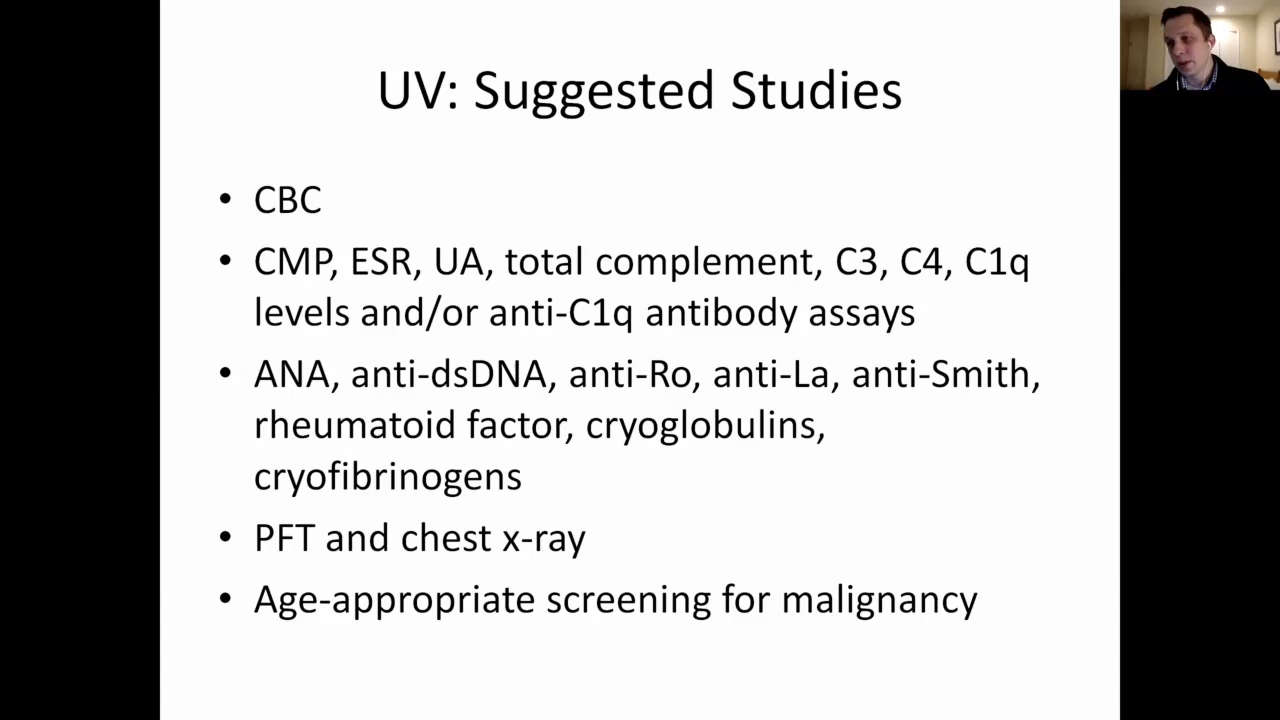 UV: Suggested Studies
• CBC
• CMP, ESR, UA, total complement, C3, C4, C1q
levels and/or anti-C1q antibody assays
• ANA, anti-dsDNA, anti-Ro, anti-La, anti-Smith,
rheumatoid factor, cryoglobulins,
cryofibrinogens
• PFT and chest x-ray
• Age-appropriate screening for malignancy